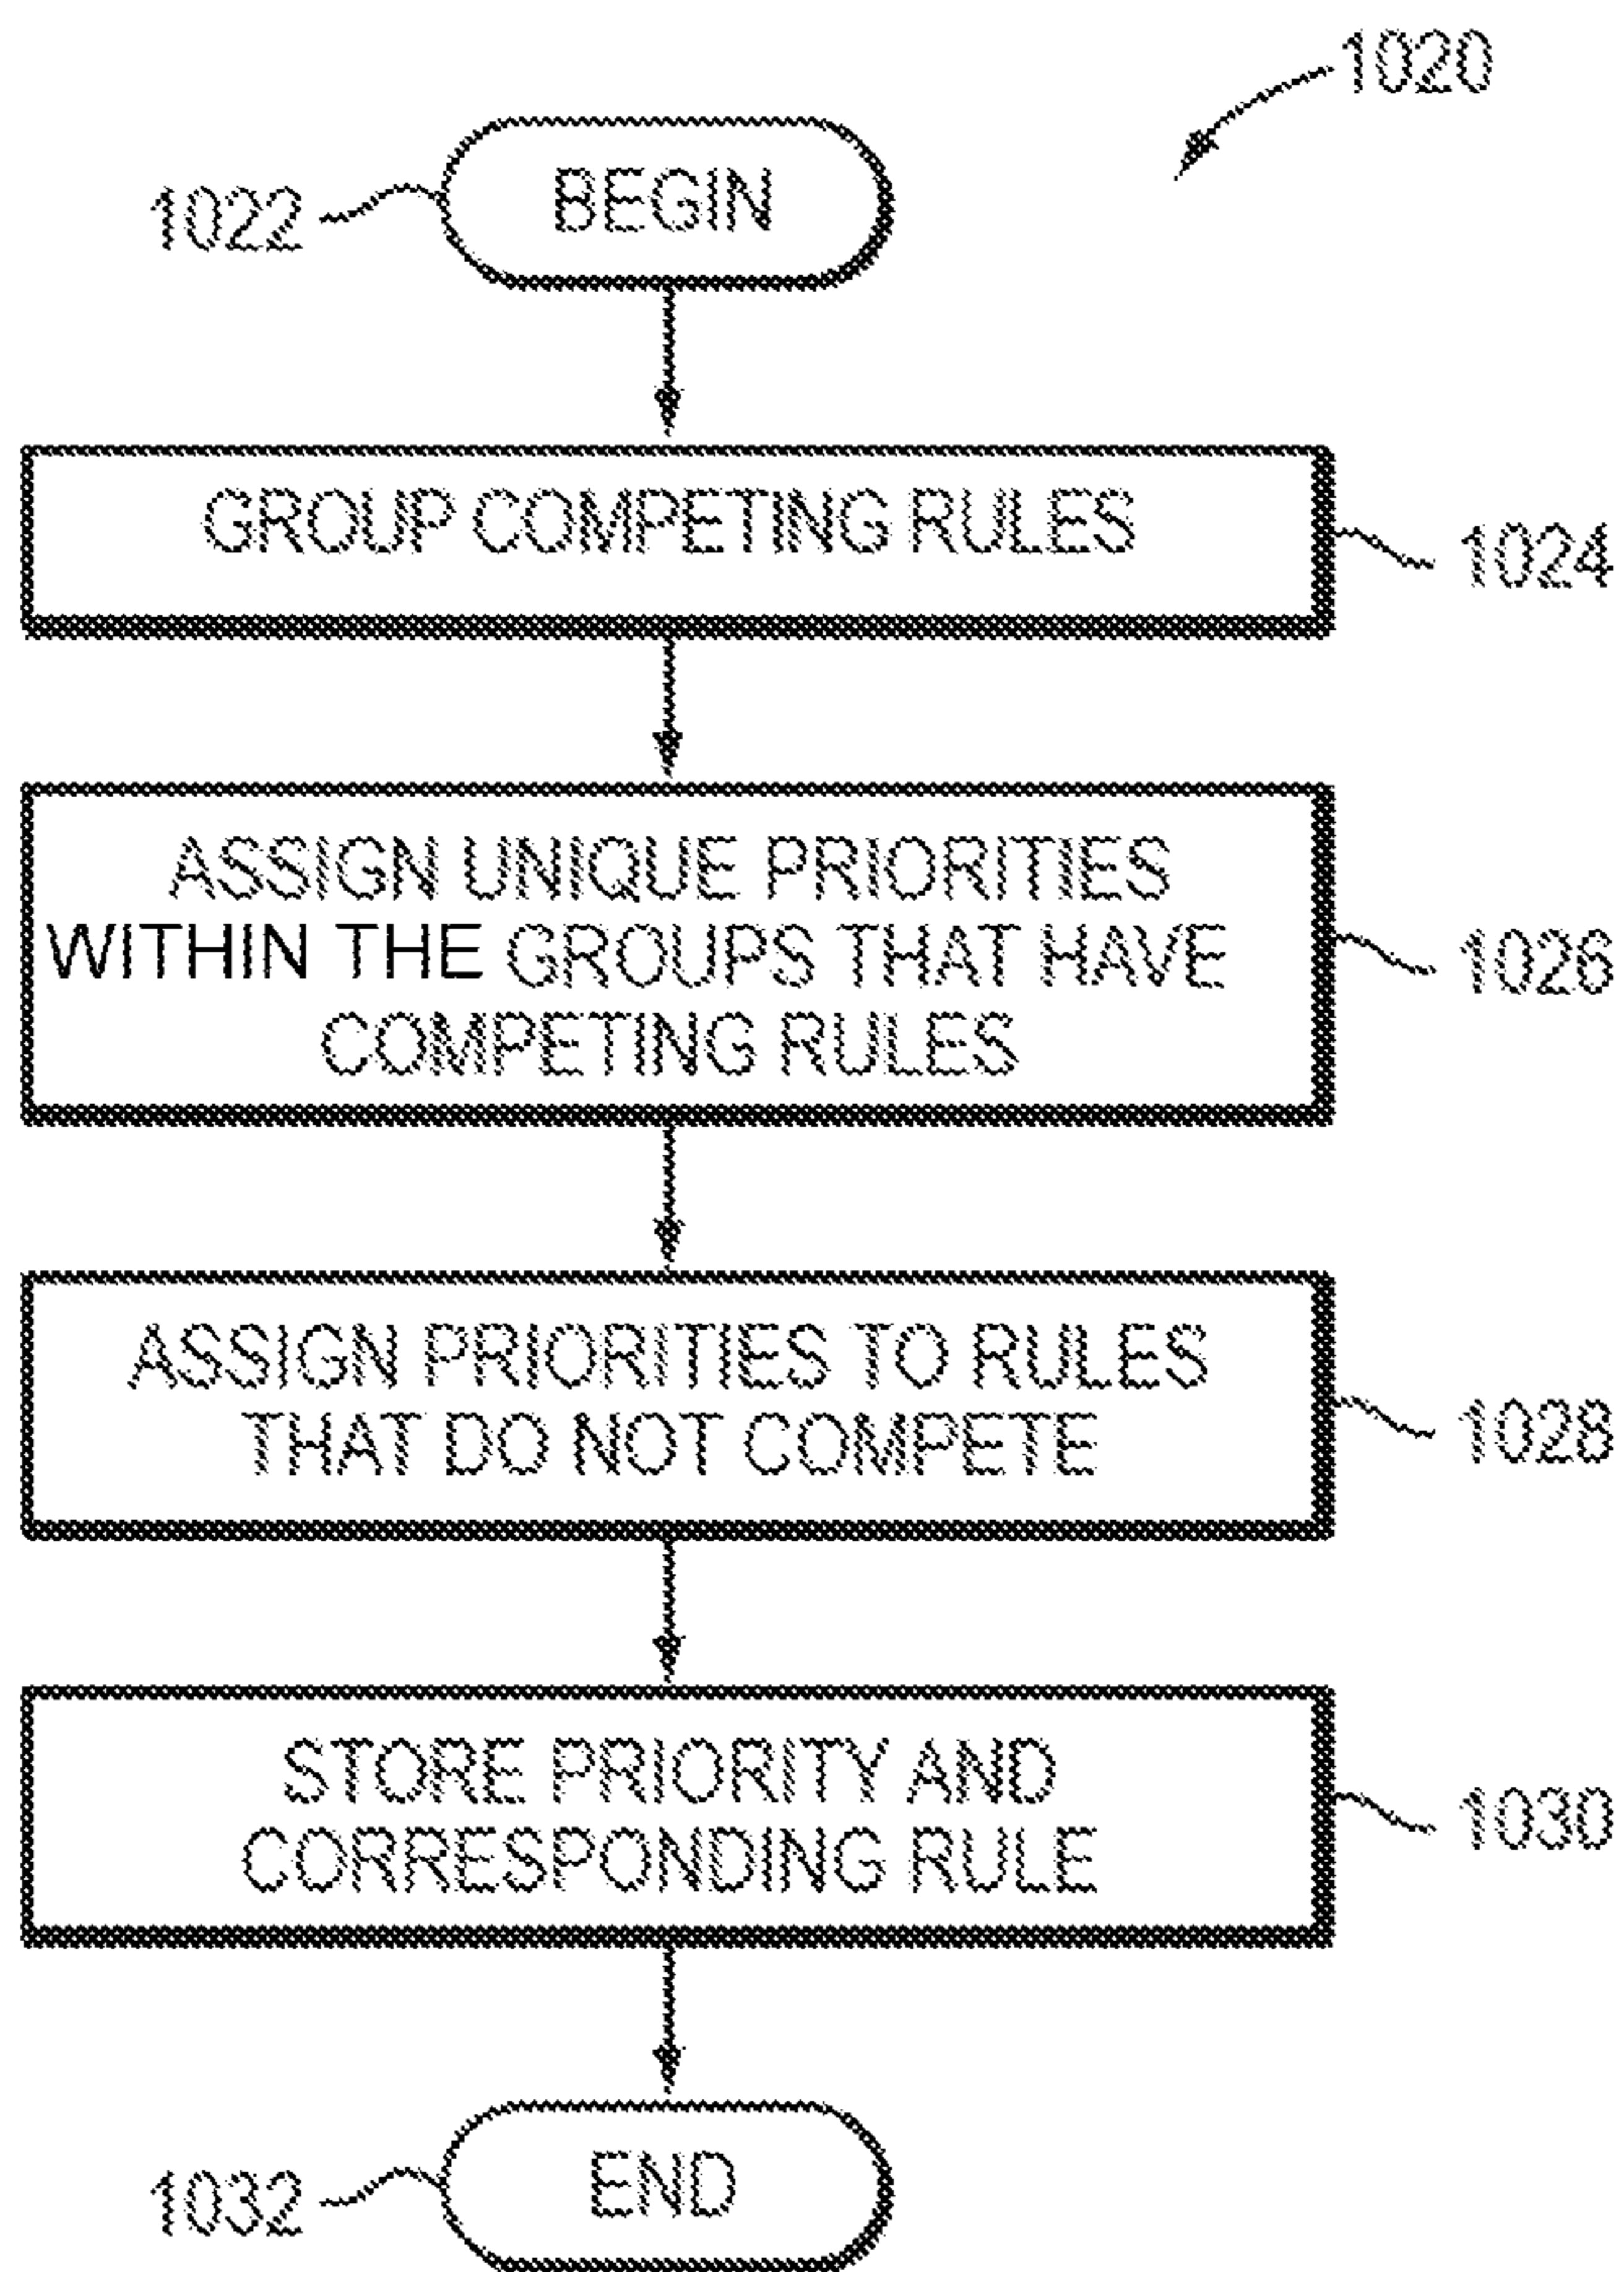 1020
1022
BEGIN
GROUP COMPETING RULES
1024
ASSIGN UNIQUE PRIORITIES
WITHIN THE GROUPS THAT HAVE
COMPETING RULES
1026
ASSIGN PRIORITIES TO RULES
THAT DO NOT COMPETE
1028
STORE PRIORITY AND
CORRESPONDING RULE
1030
1032
END